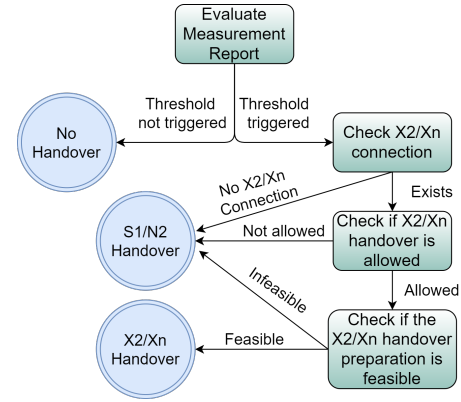 Evaluate
Measurement
Report
Threshold
not triggered
Threshold
triggered
No
Handover
Check X2/Xn
connection
No X2/Xn
Connection
Exists
S1/N2
Handover
Not allowed
Check if X2/Xn
handover is
allowed
Infeasible
Allowed
X2/Xn
Handover
Feasible
Check if the
X2/Xn handover
preparation is
feasible